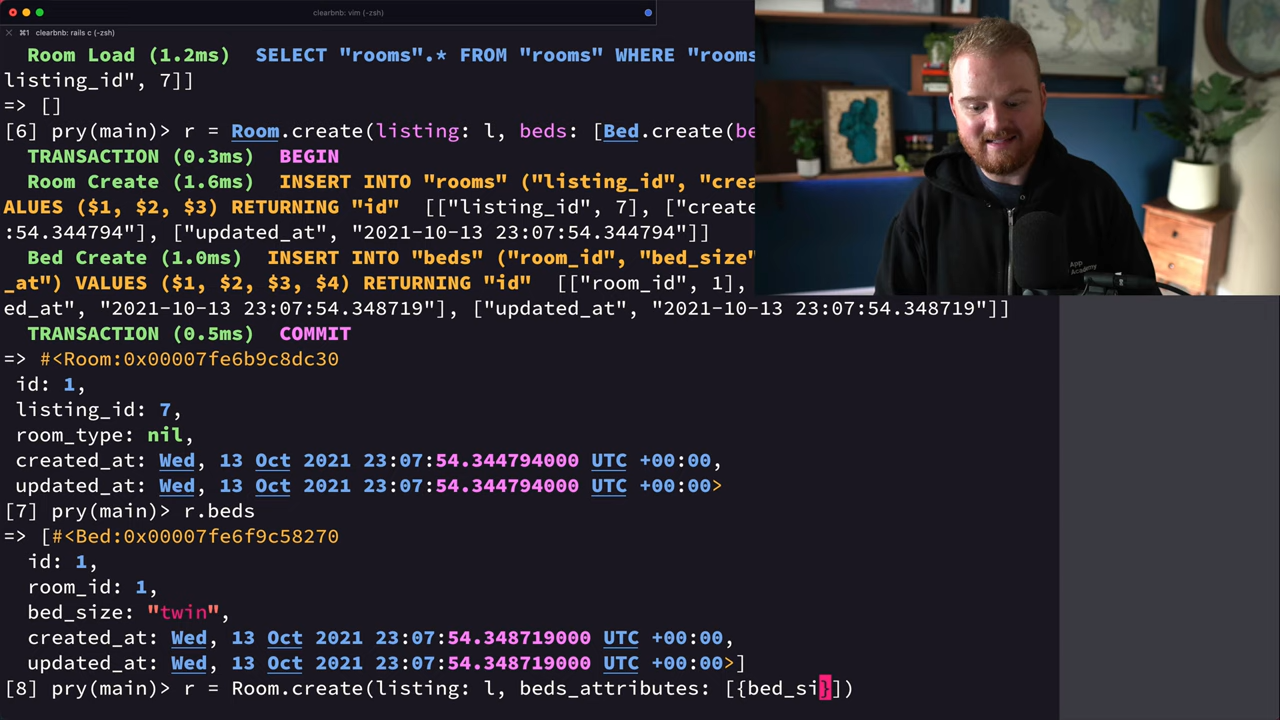 clearbnb: vim (-zsh)
⌘1 clearbnb: rails c (-zsh)
Room Load (1.2ms) SELECT "rooms".* FROM "rooms" WHERE "rooms
listing_id", 7]]
=> []
[6] pry(main)> r = Room.create(listing: l, beds: [Bed.create(be
TRANSACTION (0.3ms) BEGIN
Room Create (1.6ms) INSERT INTO "rooms" ("listing_id", "crea
ALUES ($1, $2, $3) RETURNING "id" [["listing_id", 7], ["create
:54.344794"], ["updated_at", "2021-10-13 23:07:54.344794"]]
Bed Create (1.0ms) INSERT INTO "beds" ("room_id", "bed_size"
_at") VALUES ($1, $2, $3, $4) RETURNING "id" [["room_id", 1],
ed_at", "2021-10-13 23:07:54.348719"], ["updated_at", "2021-10-13 23:07:54.348719"]]
TRANSACTION (0.5ms) COMMIT
=> #<Room:0x00007fe6b9c8dc30
id: 1,
listing_id: 7,
room_type: nil,
created_at: Wed, 13 Oct 2021 23:07:54.344794000 UTC +00:00,
updated_at: Wed, 13 Oct 2021 23:07:54.344794000 UTC +00:00>
[7] pry(main)> r.beds
=> [#<Bed:0x00007fe6f9c58270
id: 1,
room_id: 1,
bed_size: "twin",
created_at: Wed, 13 Oct 2021 23:07:54.348719000 UTC +00:00,
updated_at: Wed, 13 Oct 2021 23:07:54.348719000 UTC +00:00>]
[8] pry(main)> r = Room.create(listing: l, beds_attributes: [{bed_si}])
App
Academy